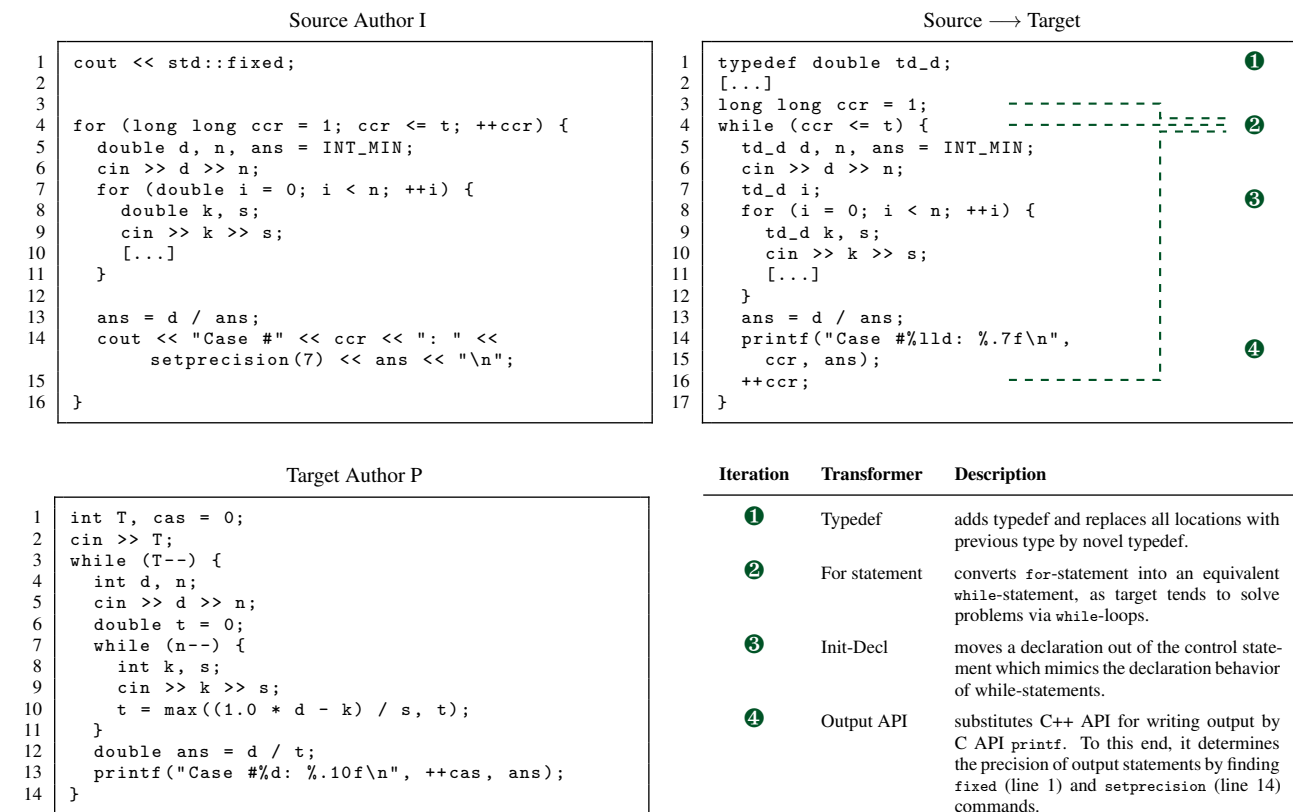 Source Author I
1 cout << std::fixed;
2
3
4 for (long long ccr = 1; ccr <= t; ++ccr) {
5   double d, n, ans = INT_MIN;
6   cin >> d >> n;
7   for (double i = 0; i < n; ++i) {
8     double k, s;
9     cin >> k >> s;
10     [...]
11   }
12
13   ans = d / ans;
14   cout << "Case #" << ccr << ": " <<
        setprecision(7) << ans << "\n";
15
16 }
Source ⟶ Target
1 typedef double td_d; ❶
2 [...]
3 long long ccr = 1;
4 while (ccr <= t) { ❷
5   td_d d, n, ans = INT_MIN;
6   cin >> d >> n;
7   td_d i; ❸
8   for (i = 0; i < n; ++i) {
9     td_d k, s;
10     cin >> k >> s;
11     [...]
12   }
13   ans = d / ans;
14   printf("Case #%lld: %.7f\n", ❹
15     ccr, ans);
16   ++ccr;
17 }
Target Author P
1 int T, cas = 0;
2 cin >> T;
3 while (T--) {
4   int d, n;
5   cin >> d >> n;
6   double t = 0;
7   while (n--) {
8     int k, s;
9     cin >> k >> s;
10     t = max((1.0 * d - k) / s, t);
11   }
12   double ans = d / t;
13   printf("Case #%d: %.10f\n", ++cas, ans);
14 }
Iteration Transformer Description
❶ Typedef adds typedef and replaces all locations with
previous type by novel typedef.
❷ For statement converts for-statement into an equivalent
while-statement, as target tends to solve
problems via while-loops.
❸ Init-Decl moves a declaration out of the control state-
ment which mimics the declaration behavior
of while-statements.
❹ Output API substitutes C++ API for writing output by
C API printf. To this end, it determines
the precision of output statements by finding
fixed (line 1) and setprecision (line 14)
commands.